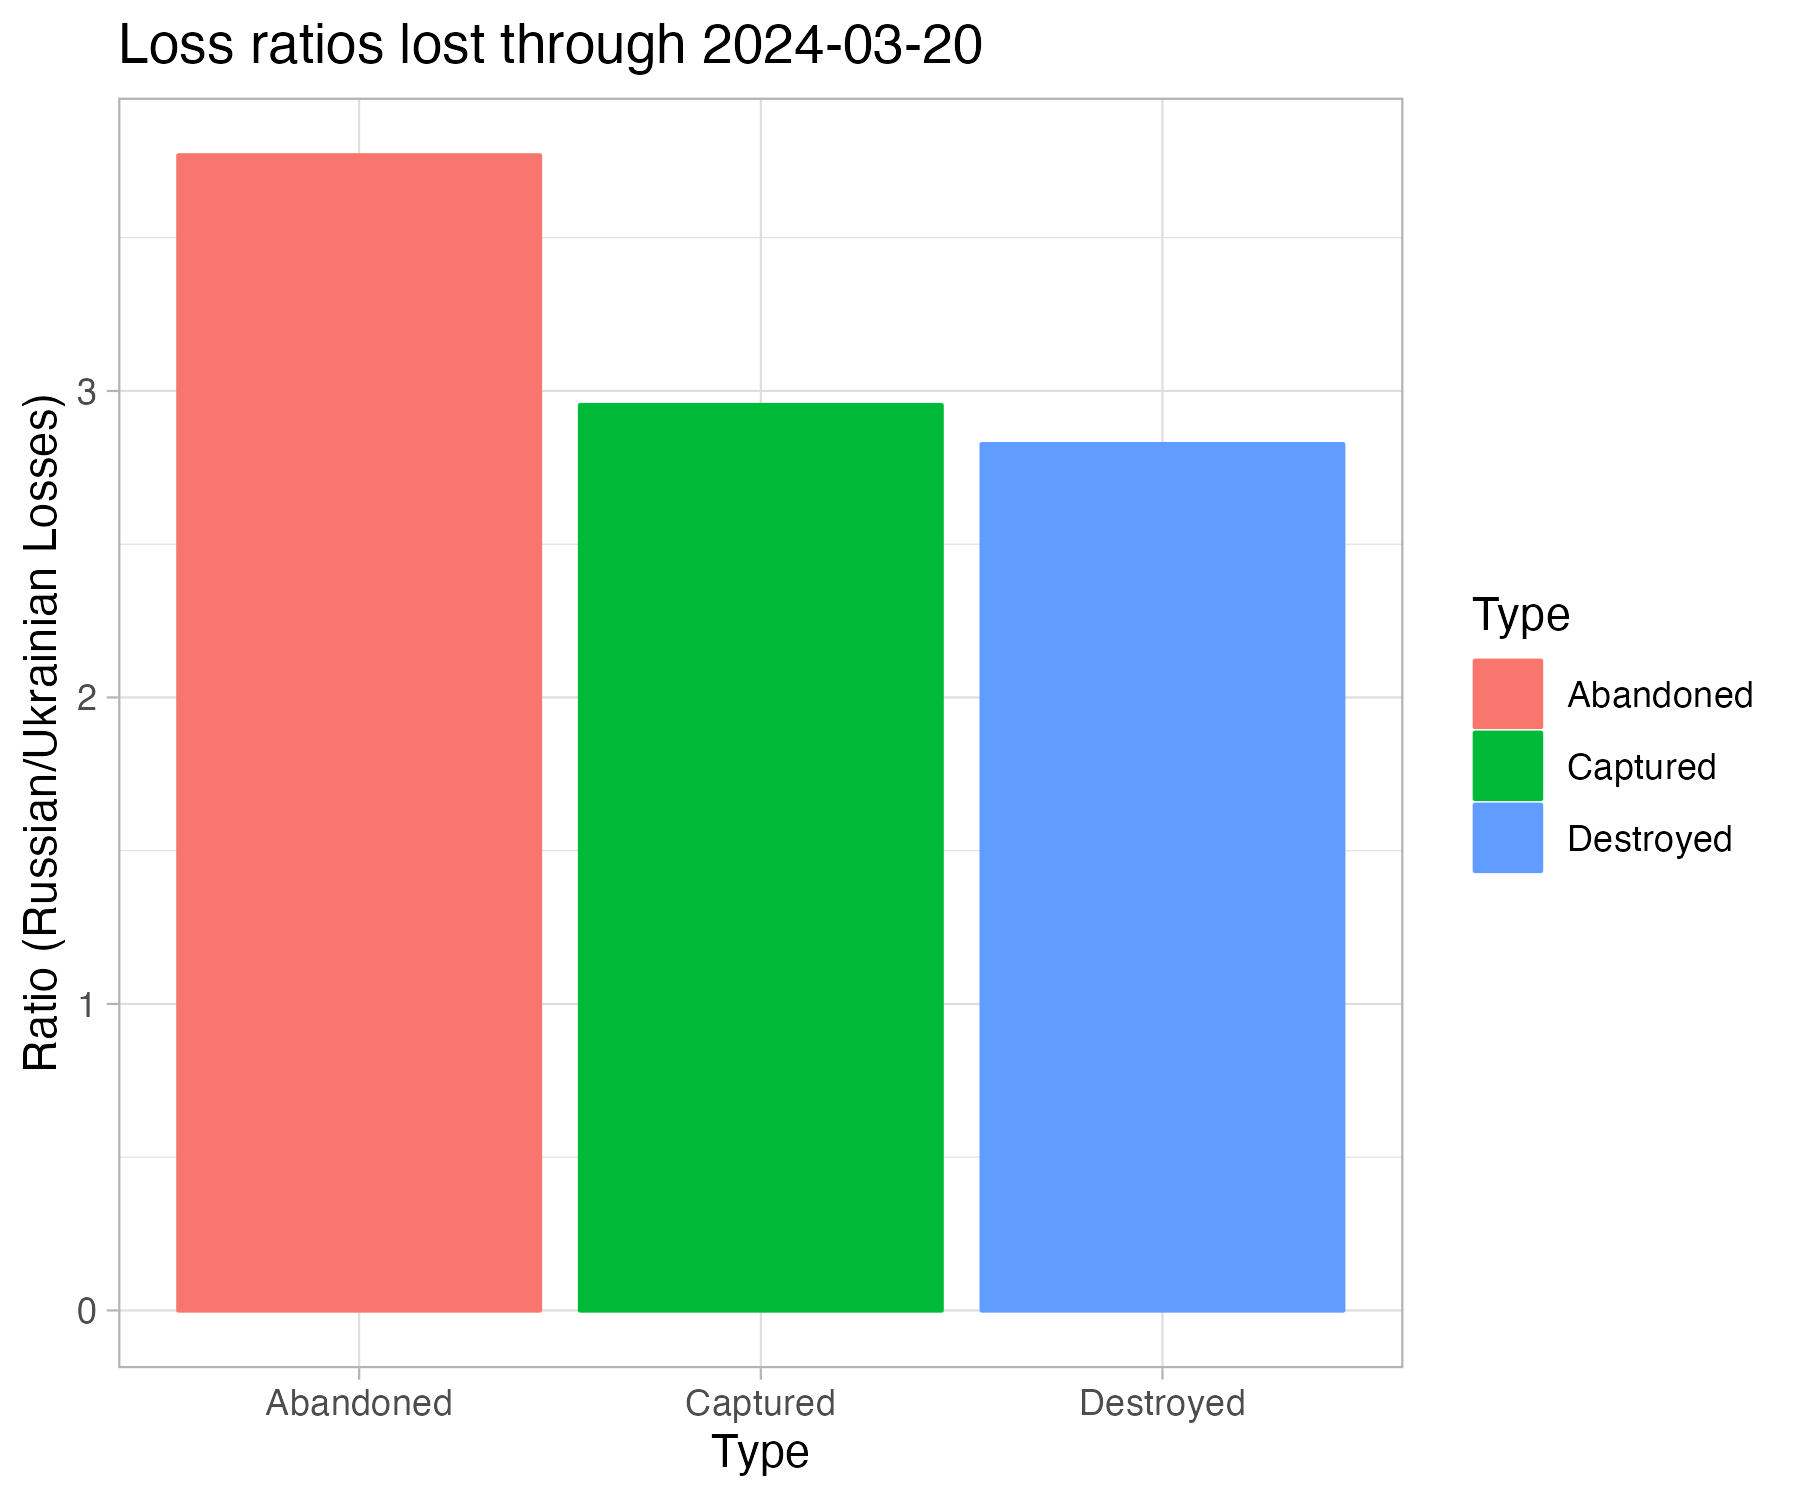 Loss ratios lost through 2024-03-20
Ratio (Russian/Ukrainian Losses)
3
2
1
0
Abandoned
Captured
Destroyed
Type
Type
Abandoned
Captured
Destroyed